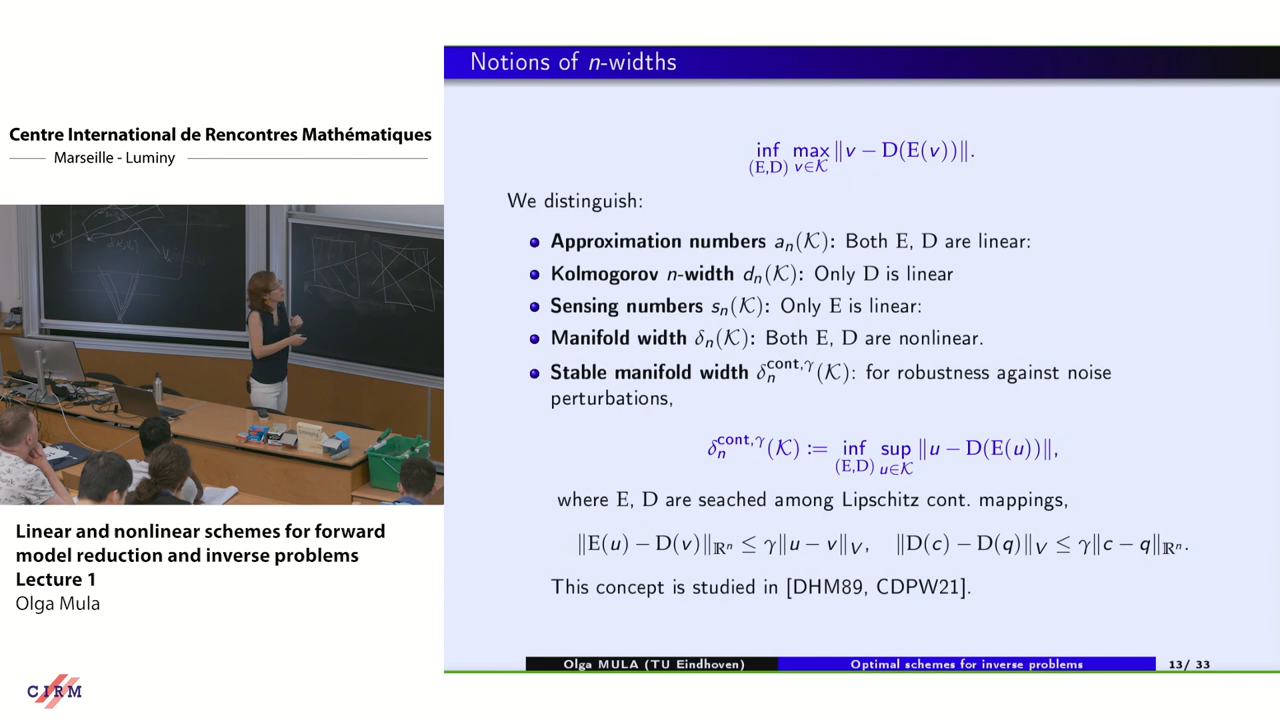 Centre International de Rencontres Mathématiques
Marseille - Luminy
Linear and nonlinear schemes for forward
model reduction and inverse problems
Lecture 1
Olga Mula
CIRM
Notions of n-widths
inf max ‖v − D(E(v))‖.
(E,D) v∈𝒦
We distinguish:
Approximation numbers aₙ(𝒦): Both E, D are linear:
Kolmogorov n-width dₙ(𝒦): Only D is linear
Sensing numbers sₙ(𝒦): Only E is linear:
Manifold width δₙ(𝒦): Both E, D are nonlinear.
Stable manifold width δₙ^{cont,γ}(𝒦): for robustness against noise
perturbations,
δₙ^{cont,γ}(𝒦) := inf sup ‖u − D(E(u))‖,
(E,D) u∈𝒦
where E, D are seached among Lipschitz cont. mappings,
‖E(u) − D(v)‖_{ℝⁿ} ≤ γ‖u − v‖_V, ‖D(c) − D(q)‖_V ≤ γ‖c − q‖_{ℝⁿ}.
This concept is studied in [DHM89, CDPW21].
Olga MULA (TU Eindhoven) Optimal schemes for inverse problems 13/ 33